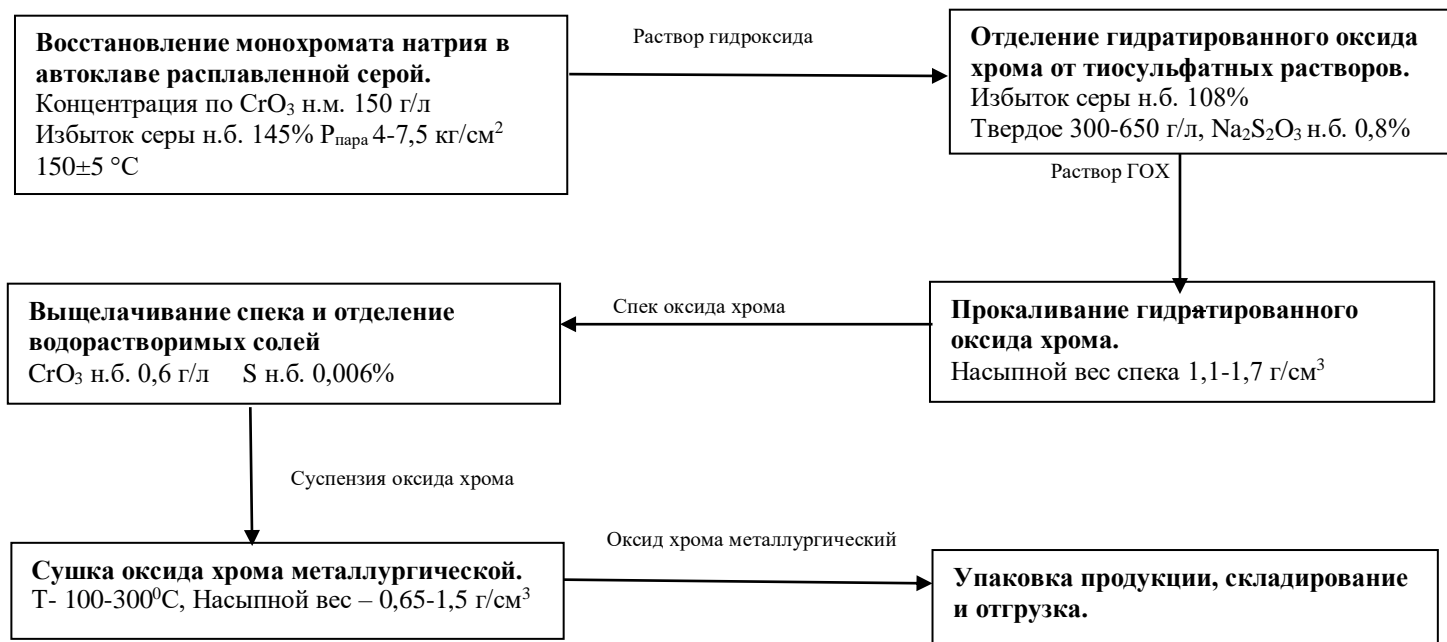 Восстановление монохромата натрия в
автоклаве расплавленной серой.
Концентрация по CrO₃ н.м. 150 г/л
Избыток серы н.б. 145% Pпара 4-7,5 кг/см²
150±5 °С
Раствор гидроксида
Отделение гидратированного оксида
хрома от тиосульфатных растворов.
Избыток серы н.б. 108%
Твердое 300-650 г/л, Na₂S₂O₃ н.б. 0,8%
Раствор ГОХ
Прокаливание гидратированного
оксида хрома.
Насыпной вес спека 1,1-1,7 г/см³
Спек оксида хрома
Выщелачивание спека и отделение
водорастворимых солей
CrO₃ н.б. 0,6 г/л S н.б. 0,006%
Суспензия оксида хрома
Сушка оксида хрома металлургической.
Т- 100-300⁰С, Насыпной вес – 0,65-1,5 г/см³
Оксид хрома металлургический
Упаковка продукции, складирование
и отгрузка.